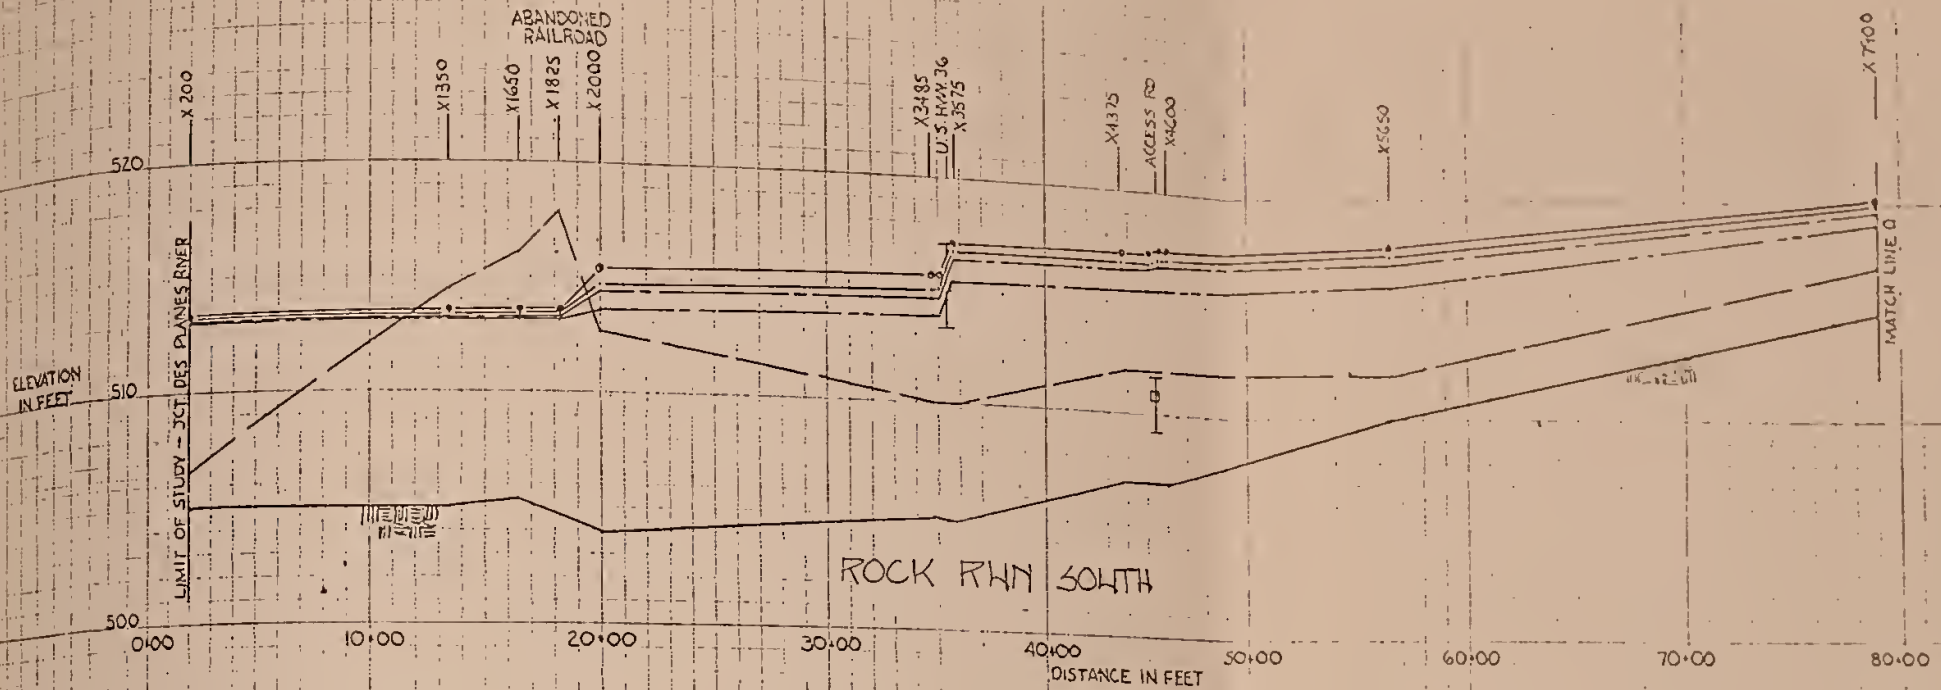 ABANDONED
RAILROAD
X 200
X1350
X1650
X1825
X2000
X3485
U.S. HWY. 36
X3575
X4375
ACCESS RD
X4600
X5650
520
ELEVATION
IN FEET
510
500
LIMIT OF STUDY - JCT. DES PLANES RIVER
MATCH LINE
ROCK RUN SOUTH
0+00
10+00
20+00
30+00
40+00
50+00
60+00
70+00
80+00
DISTANCE IN FEET